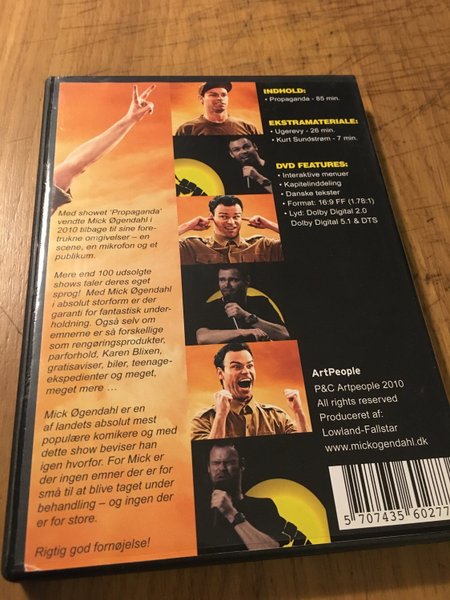 Med showet 'Propaganda'
vendte Mick Øgendahl i
2010 tilbage til sine fore-
trukne omgivelser – en
scene, en mikrofon og et
publikum.
Mere end 100 udsolgte
shows taler deres eget
sprog! Med Mick Øgendahl
i absolut storform er der
garanti for fantastisk under-
holdning. Også selv om
emnerne er så forskellige
som rengøringsprodukter,
parforhold, Karen Blixen,
gratisaviser, biler, teenage-
ekspedienter og meget,
meget mere ...
Mick Øgendahl er en
af landets absolut mest
populære komikere og med
dette show beviser han
igen hvorfor. For Mick er
der ingen emner der er for
små til at blive taget under
behandling – og ingen der
er for store.
Rigtig god fornøjelse!
INDHOLD:
• Propaganda - 85 min.
EKSTRAMATERIALE:
• Ugerevy - 26 min.
• Kurt Sundstrøm - 7 min.
DVD FEATURES:
• Interaktive menuer
• Kapitelinddeling
• Danske tekster
• Format: 16:9 FF (1.78:1)
• Lyd: Dolby Digital 2.0
Dolby Digital 5.1 & DTS
ArtPeople
P&C Artpeople 2010
All rights reserved
Produceret af:
Lowland-Fallstar
www.mickogendahl.dk
5 707435 60277